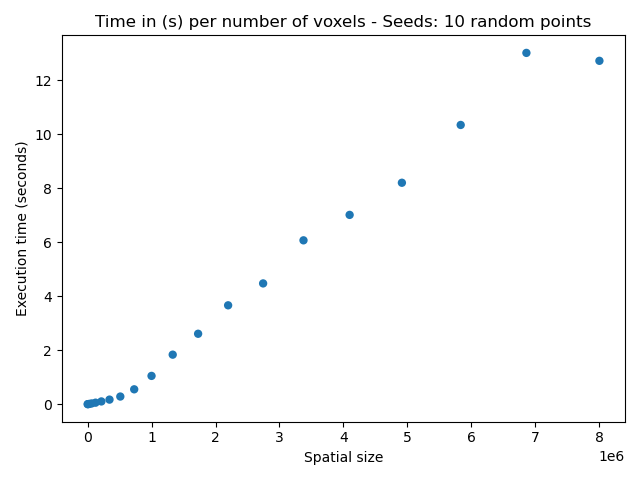 Time in (s) per number of voxels - Seeds: 10 random points
Execution time (seconds)
12
10
8
6
4
2
0
0 1 2 3 4 5 6 7 8
1e6
Spatial size